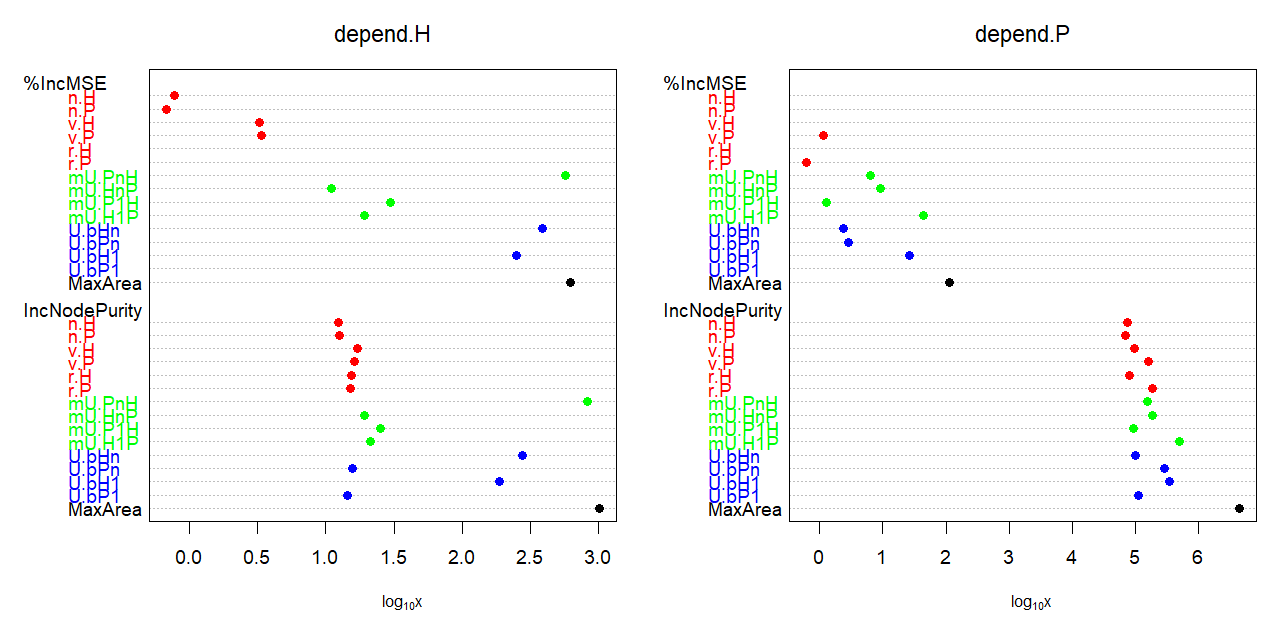 depend.H
%IncMSE
n.H
n.P
v.H
v.P
r.H
r.P
mU.PnH
mU.HnP
mU.P1H
mU.H1P
U.bHn
U.bPn
U.bH1
U.bP1
MaxArea
IncNodePurity
n.H
n.P
v.H
v.P
r.H
r.P
mU.PnH
mU.HnP
mU.P1H
mU.H1P
U.bHn
U.bPn
U.bH1
U.bP1
MaxArea
0.0 0.5 1.0 1.5 2.0 2.5 3.0
log₁₀x
depend.P
%IncMSE
n.H
n.P
v.H
v.P
r.H
r.P
mU.PnH
mU.HnP
mU.P1H
mU.H1P
U.bHn
U.bPn
U.bH1
U.bP1
MaxArea
IncNodePurity
n.H
n.P
v.H
v.P
r.H
r.P
mU.PnH
mU.HnP
mU.P1H
mU.H1P
U.bHn
U.bPn
U.bH1
U.bP1
MaxArea
0 1 2 3 4 5 6
log₁₀x